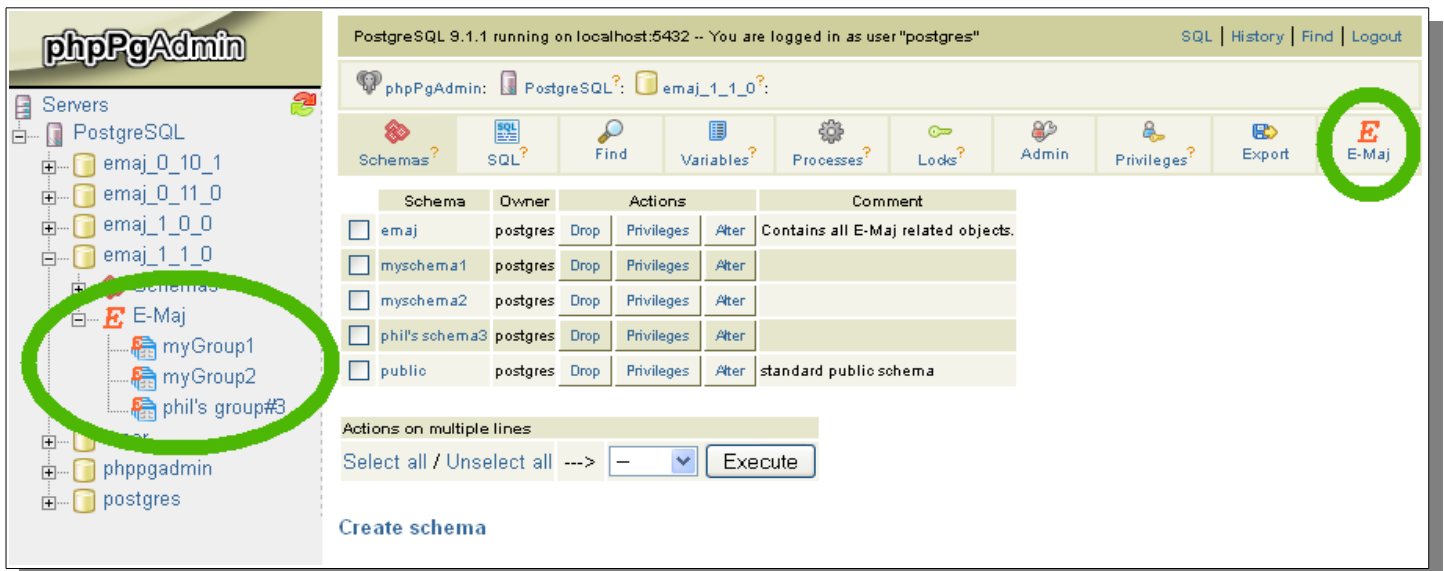 phpPgAdmin
Servers
PostgreSQL
emaj_0_10_1
emaj_0_11_0
emaj_1_0_0
emaj_1_1_0
Schemas
E-Maj
myGroup1
myGroup2
phil's group#3
phppgadmin
postgres
PostgreSQL 9.1.1 running on localhost:5432 -- You are logged in as user "postgres"
SQL | History | Find | Logout
phpPgAdmin: PostgreSQL?: emaj_1_1_0?:
Schemas? SQL? Find Variables? Processes? Locks? Admin Privileges? Export E-Maj
Schema Owner Actions Comment
emaj postgres Drop Privileges Alter Contains all E-Maj related objects.
myschema1 postgres Drop Privileges Alter
myschema2 postgres Drop Privileges Alter
phil's schema3 postgres Drop Privileges Alter
public postgres Drop Privileges Alter standard public schema
Actions on multiple lines
Select all / Unselect all ---> -- Execute
Create schema